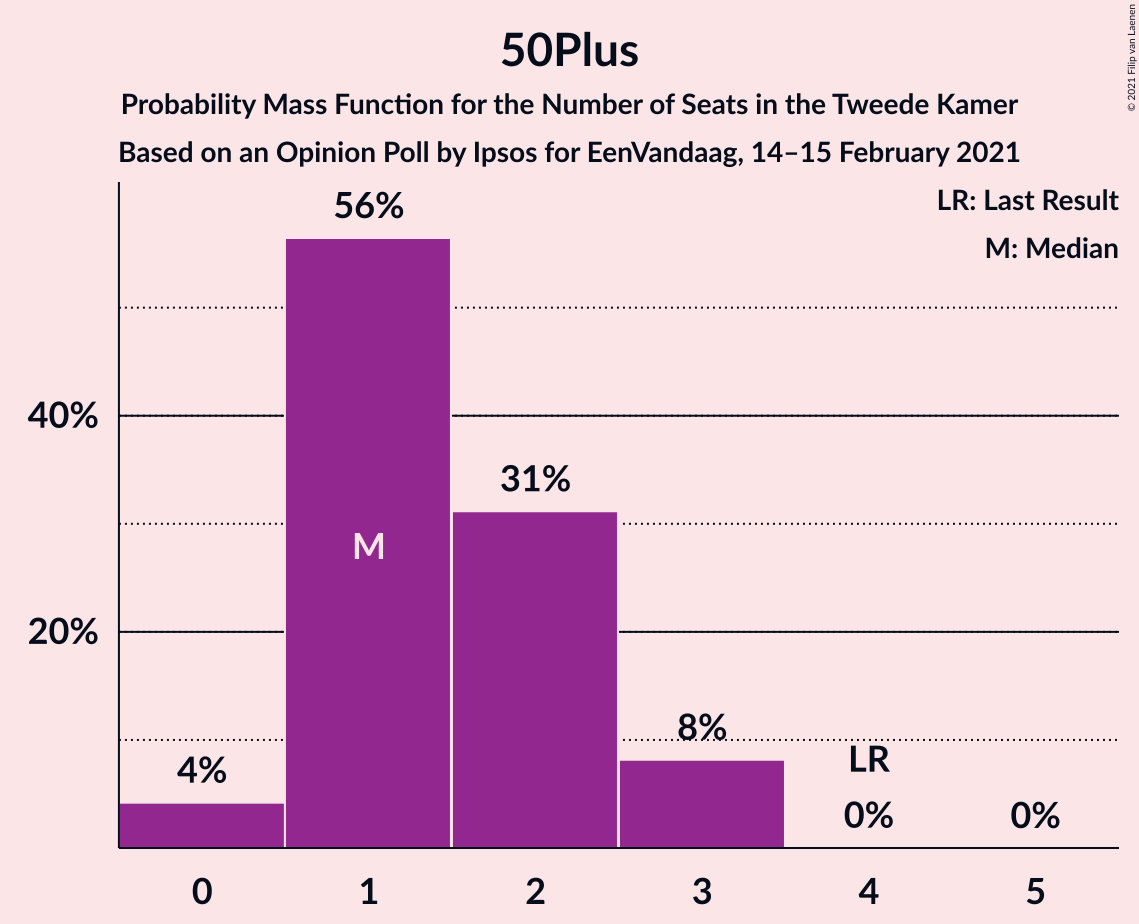 50Plus
Probability Mass Function for the Number of Seats in the Tweede Kamer
Based on an Opinion Poll by Ipsos for EenVandaag, 14–15 February 2021
© 2021 Filip van Laenen
LR: Last Result
M: Median
56%
40%
31%
M
20%
8%
4%
LR
0%
0%
0
1
2
3
4
5